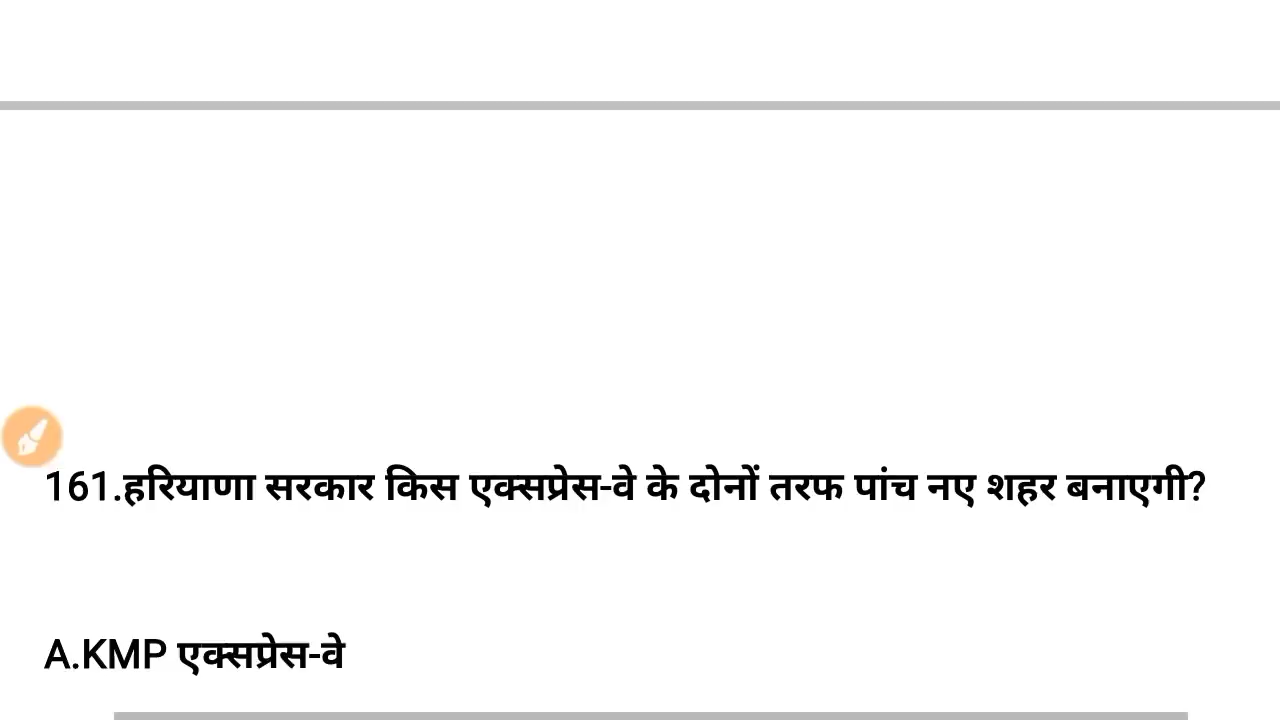 161.हरियाणा सरकार किस एक्सप्रेस-वे के दोनों तरफ पांच नए शहर बनाएगी?
A.KMP एक्सप्रेस-वे